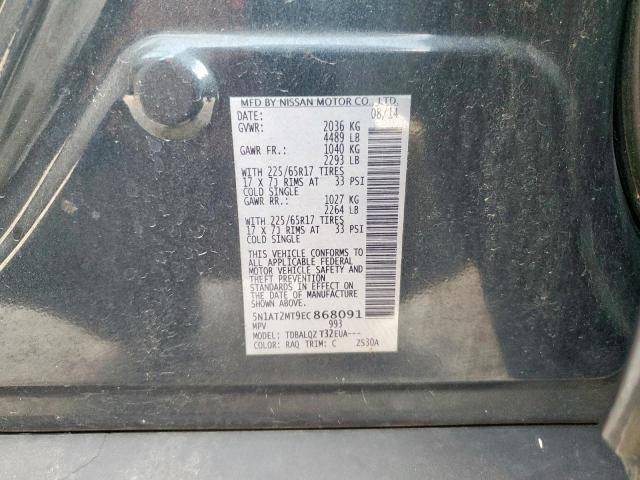 MFD BY NISSAN MOTOR CO., LTD.
DATE: 08/14
GVWR: 2036 KG
4489 LB
GAWR FR.: 1040 KG
2293 LB
WITH 225/65R17 TIRES
17 X 7J RIMS AT 33 PSI
COLD SINGLE
GAWR RR.: 1027 KG
2264 LB
WITH 225/65R17 TIRES
17 X 7J RIMS AT 33 PSI
COLD SINGLE
THIS VEHICLE CONFORMS TO
ALL APPLICABLE FEDERAL
MOTOR VEHICLE SAFETY AND
THEFT PREVENTION
STANDARDS IN EFFECT ON
THE DATE OF MANUFACTURE
SHOWN ABOVE.
5N1AT2MT9EC868091
MPV 993
MODEL: TDBALQZ T32EUA---
COLOR: RAQ TRIM: C ZS30A